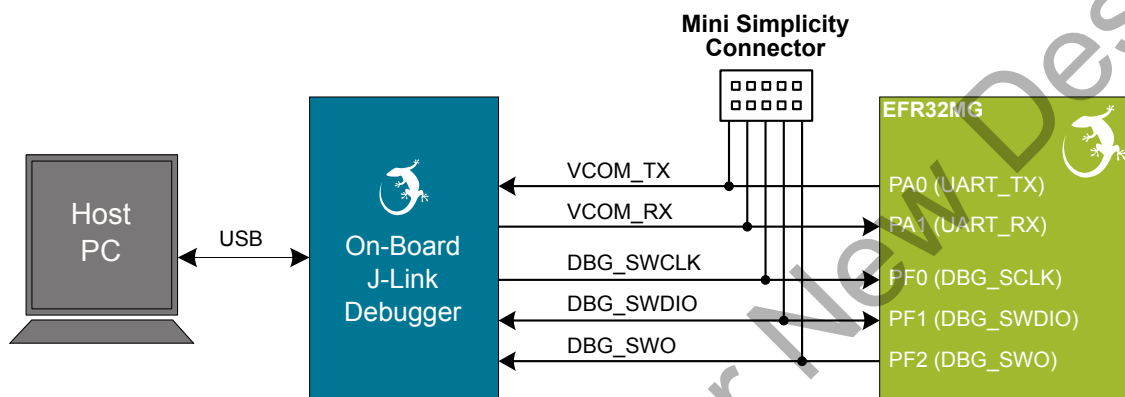 Mini Simplicity
Connector
EFR32MG
Host
PC
USB
On-Board
J-Link
Debugger
VCOM_TX
VCOM_RX
DBG_SWCLK
DBG_SWDIO
DBG_SWO
PA0 (UART_TX)
PA1 (UART_RX)
PF0 (DBG_SCLK)
PF1 (DBG_SWDIO)
PF2 (DBG_SWO)
New